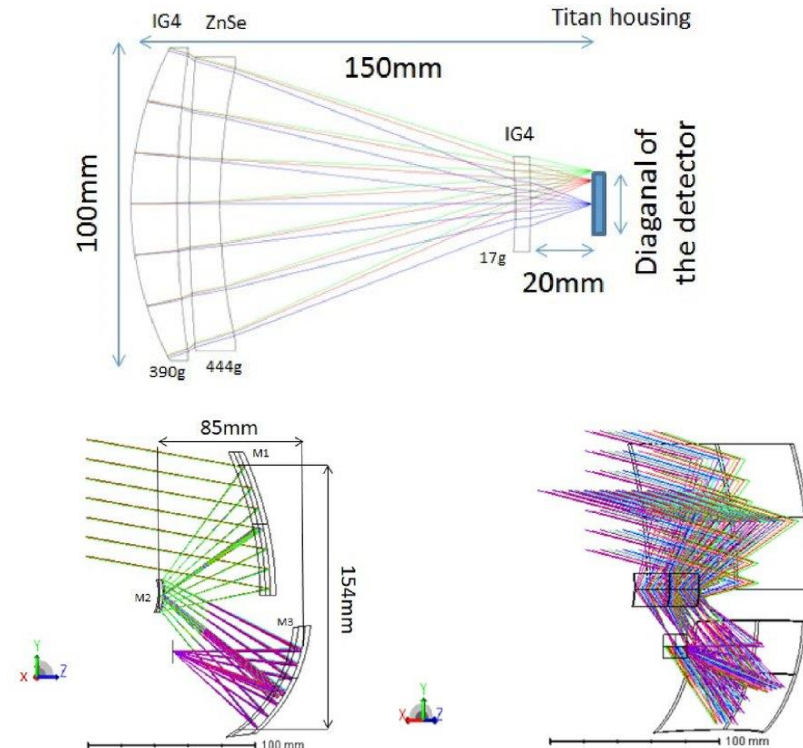 IG4 ZnSe Titan housing
150mm
100mm
IG4
Diaganal of
the detector
17g
20mm
390g 444g
85mm
M1
M2
154mm
M3
Y
X Z
Y
X Z
100 mm
100 mm